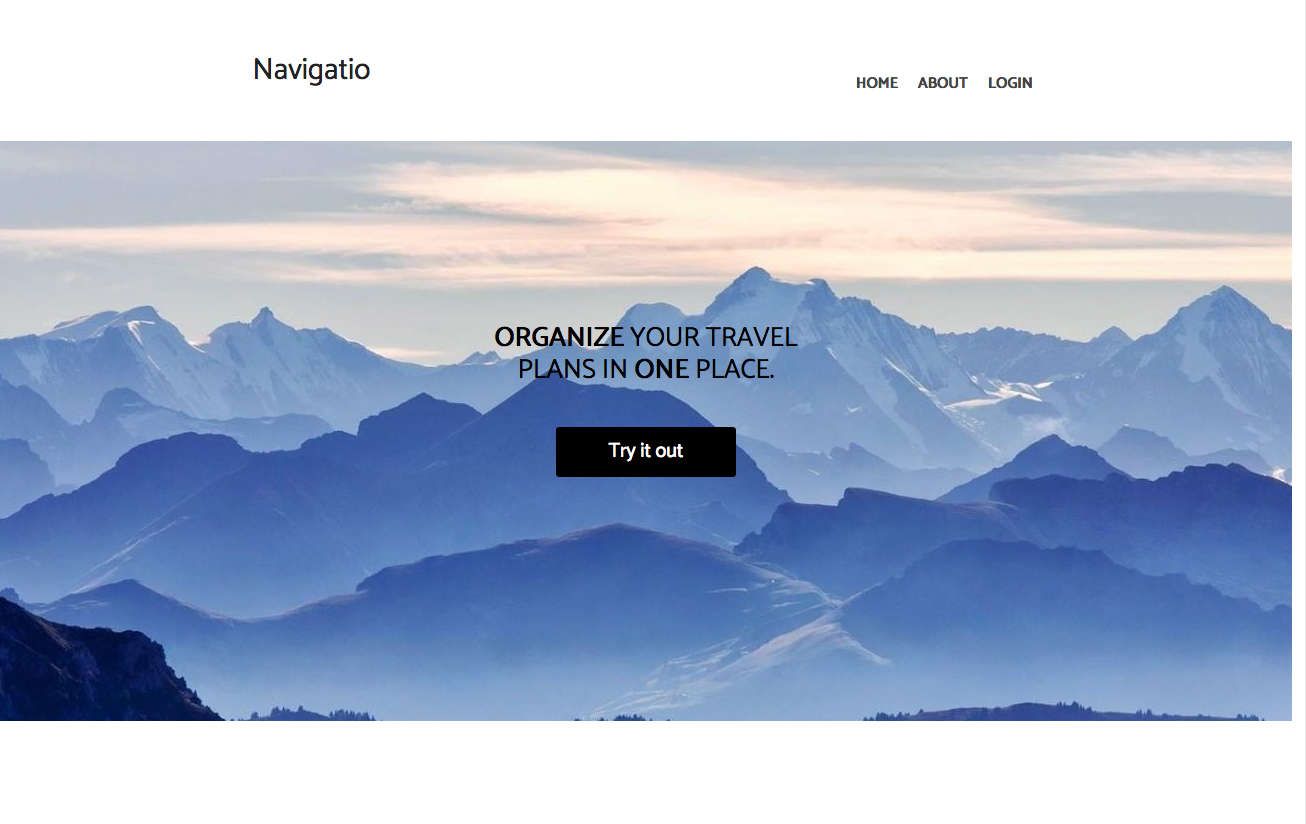 Navigatio
HOME ABOUT LOGIN
ORGANIZE YOUR TRAVEL
PLANS IN ONE PLACE.
Try it out